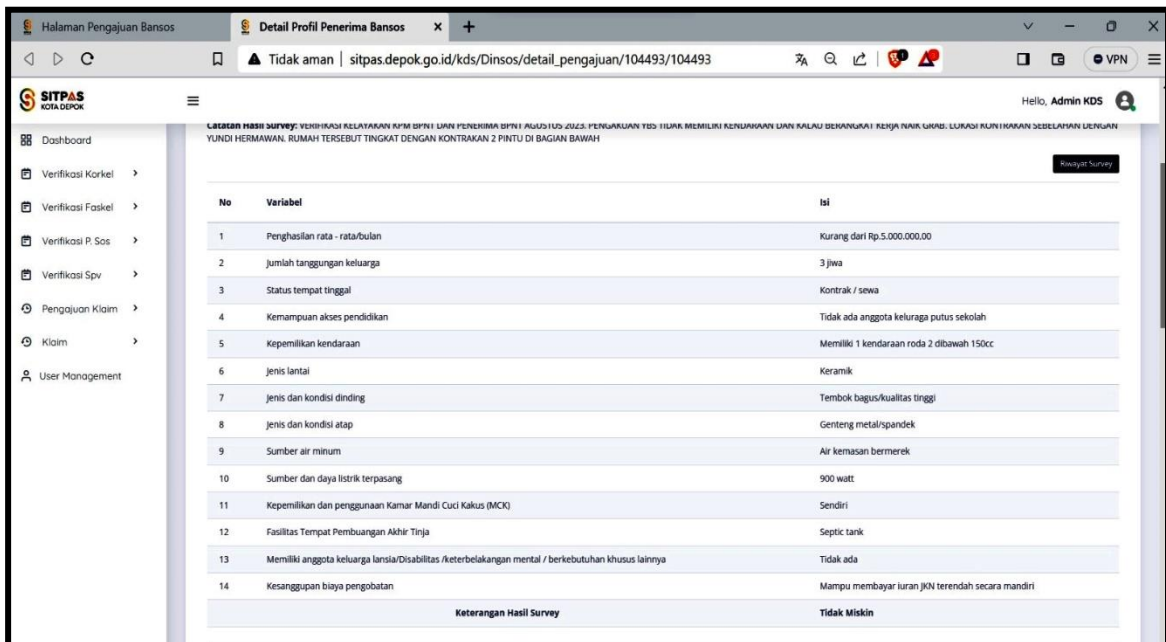 Halaman Pengajuan Bansos
Detail Profil Penerima Bansos
Tidak aman | sitpas.depok.go.id/kds/Dinsos/detail_pengajuan/104493/104493
VPN
SITPAS
KOTA DEPOK
Hello, Admin KDS
Dashboard
Verifikasi Korkel
Verifikasi Faskel
Verifikasi P. Sos
Verifikasi Spv
Pengajuan Klaim
Klaim
User Management
Catatan Hasil Survey: VERIFIKASI KELAYAKAN KPM BPNT DAN PENERIMA BPNT AGUSTUS 2023. PENGAKUAN YBS TIDAK MEMILIKI KENDARAAN DAN KALAU BERANGKAT KERJA NAIK GRAB. LOKASI KONTRAKAN SEBELAHAN DENGAN
YUNDI HERMAWAN. RUMAH TERSEBUT TINGKAT DENGAN KONTRAKAN 2 PINTU DI BAGIAN BAWAH
Riwayat Survey
No Variabel Isi
1 Penghasilan rata - rata/bulan Kurang dari Rp.5.000.000,00
2 Jumlah tanggungan keluarga 3 jiwa
3 Status tempat tinggal Kontrak / sewa
4 Kemampuan akses pendidikan Tidak ada anggota keluraga putus sekolah
5 Kepemilikan kendaraan Memiliki 1 kendaraan roda 2 dibawah 150cc
6 Jenis lantai Keramik
7 Jenis dan kondisi dinding Tembok bagus/kualitas tinggi
8 Jenis dan kondisi atap Genteng metal/spandek
9 Sumber air minum Air kemasan bermerek
10 Sumber dan daya listrik terpasang 900 watt
11 Kepemilikan dan penggunaan Kamar Mandi Cuci Kakus (MCK) Sendiri
12 Fasilitas Tempat Pembuangan Akhir Tinja Septic tank
13 Memiliki anggota keluarga lansia/Disabilitas /keterbelakangan mental / berkebutuhan khusus lainnya Tidak ada
14 Kesanggupan biaya pengobatan Mampu membayar iuran JKN terendah secara mandiri
Keterangan Hasil Survey Tidak Miskin